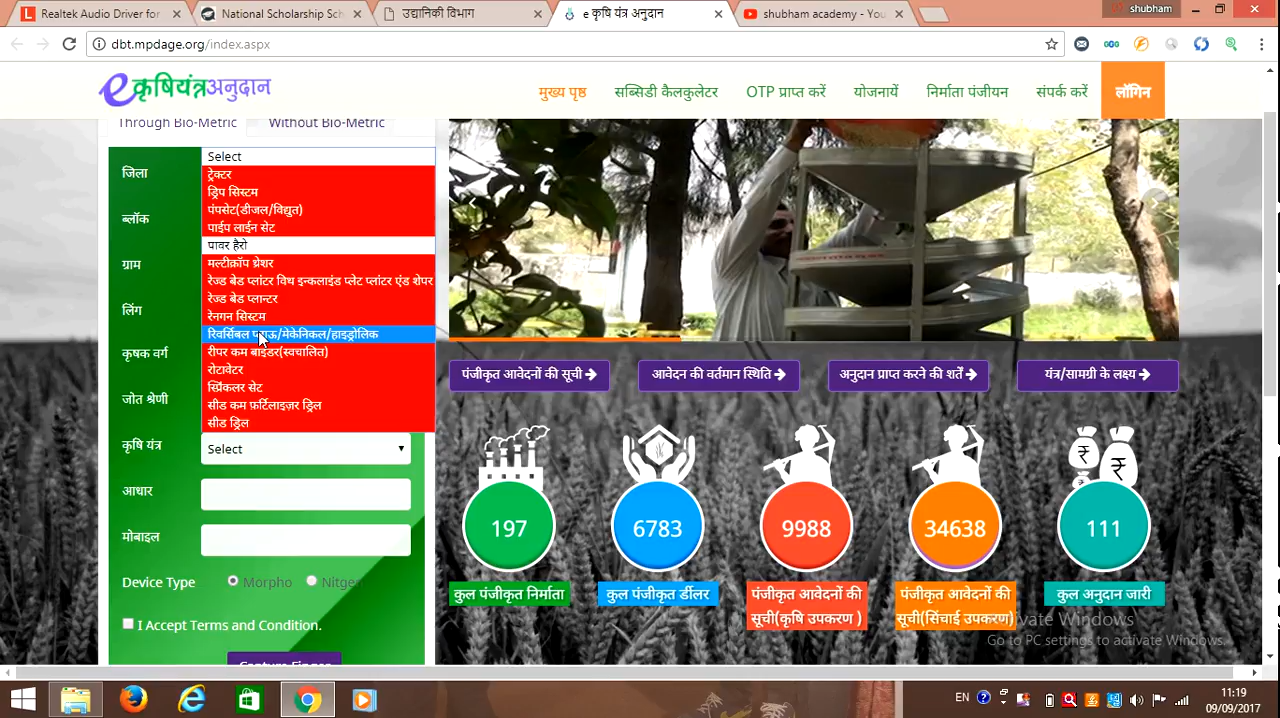 Realtek Audio Driver for
National Scholarship Sch
उद्यानिकी विभाग
e कृषि यंत्र अनुदान
shubham academy - You
shubham
dbt.mpdage.org/index.aspx
eकृषियंत्रअनुदान
मुख्य पृष्ठ
सब्सिडी कैलकुलेटर
OTP प्राप्त करें
योजनायें
निर्माता पंजीयन
संपर्क करें
लॉगिन
Through Bio-Metric
Without Bio-Metric
जिला
ब्लॉक
ग्राम
लिंग
कृषक वर्ग
जोत श्रेणी
कृषि यंत्र
आधार
मोबाइल
Select
ट्रेक्टर
ड्रिप सिस्टम
पंपसेट(डीजल/विद्युत)
पाईप लाईन सेट
पावर हैरो
मल्टीक्रॉप थ्रेशर
रेज्ड बेड प्लांटर विथ इन्कलाइंड प्लेट प्लांटर एंड शेपर
रेज्ड बेड प्लान्टर
रेनगन सिस्टम
रिवर्सिबल प्लाऊ/मेकेनिकल/हाइड्रोलिक
रीपर कम बाइंडर(स्वचालित)
रोटावेटर
स्प्रिंकलर सेट
सीड कम फ़र्टिलाइज़र ड्रिल
सीड ड्रिल
Select
Device Type
Morpho
I Accept Terms and Condition.
Capture Finger
पंजीकृत आवेदनों की सूची
आवेदन की वर्तमान स्थिति
अनुदान प्राप्त करने की शर्तें
यंत्र/सामग्री के लक्ष्य
197
6783
9988
34638
111
कुल पंजीकृत निर्माता
कुल पंजीकृत डीलर
पंजीकृत आवेदनों की
सूची(कृषि उपकरण )
पंजीकृत आवेदनों की
सूची(सिंचाई उपकरण)
कुल अनुदान जारी
Windows
Go to PC settings to activate Windows.
EN
11:19
09/09/2017